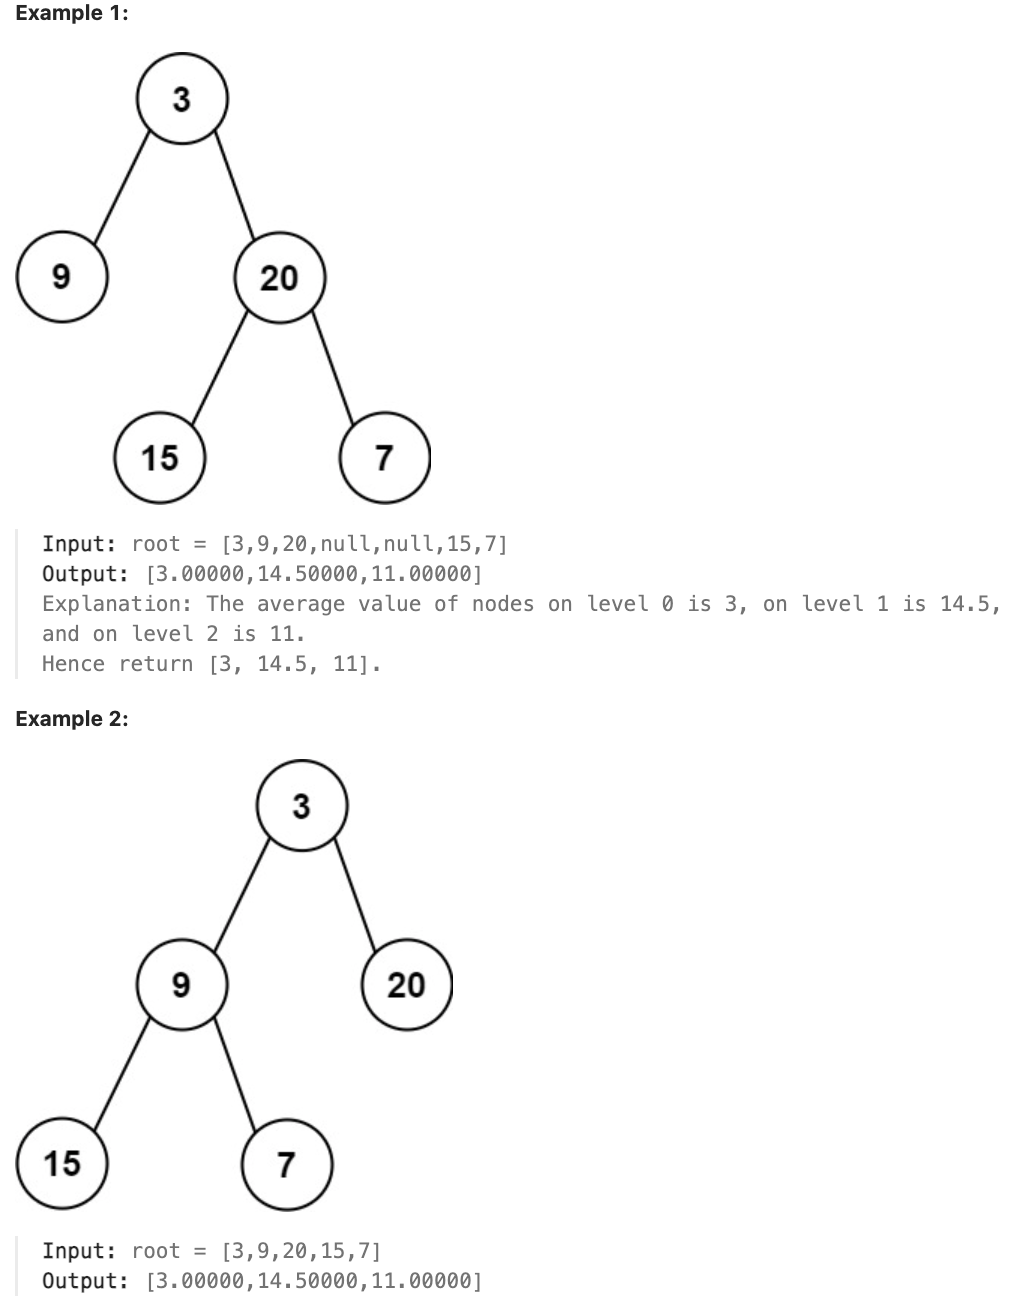 Example 1:
3
9
20
15
7
Input: root = [3,9,20,null,null,15,7]
Output: [3.00000,14.50000,11.00000]
Explanation: The average value of nodes on level 0 is 3, on level 1 is 14.5,
and on level 2 is 11.
Hence return [3, 14.5, 11].
Example 2:
3
9
20
15
7
Input: root = [3,9,20,15,7]
Output: [3.00000,14.50000,11.00000]